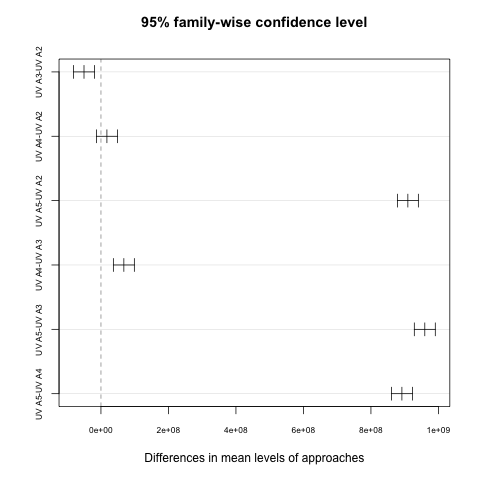 95% family-wise confidence level
UV A3-UV A2
UV A4-UV A2
UV A5-UV A2
UV A4-UV A3
UV A5-UV A3
UV A5-UV A4
0e+00 2e+08 4e+08 6e+08 8e+08 1e+09
Differences in mean levels of approaches